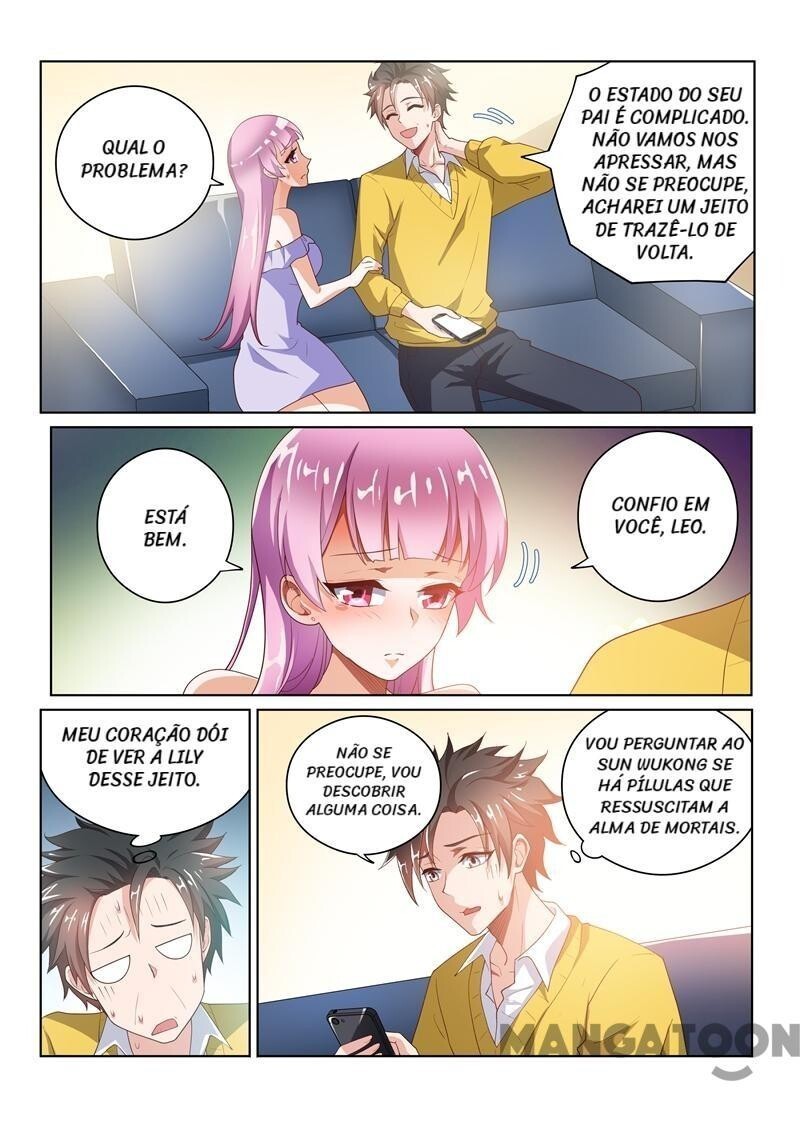 QUAL O
PROBLEMA?
O ESTADO DO SEU
PAI É COMPLICADO.
NÃO VAMOS NOS
APRESSAR, MAS
NÃO SE PREOCUPE,
ACHAREI UM JEITO
DE TRAZÊ-LO DE
VOLTA.
ESTÁ
BEM.
CONFIO EM
VOCÊ, LEO.
MEU CORAÇÃO DÓI
DE VER A LILY
DESSE JEITO.
NÃO SE
PREOCUPE, VOU
DESCOBRIR
ALGUMA COISA.
VOU PERGUNTAR AO
SUN WUKONG SE
HÁ PÍLULAS QUE
RESSUSCITAM A
ALMA DE MORTAIS.
MANGATOON